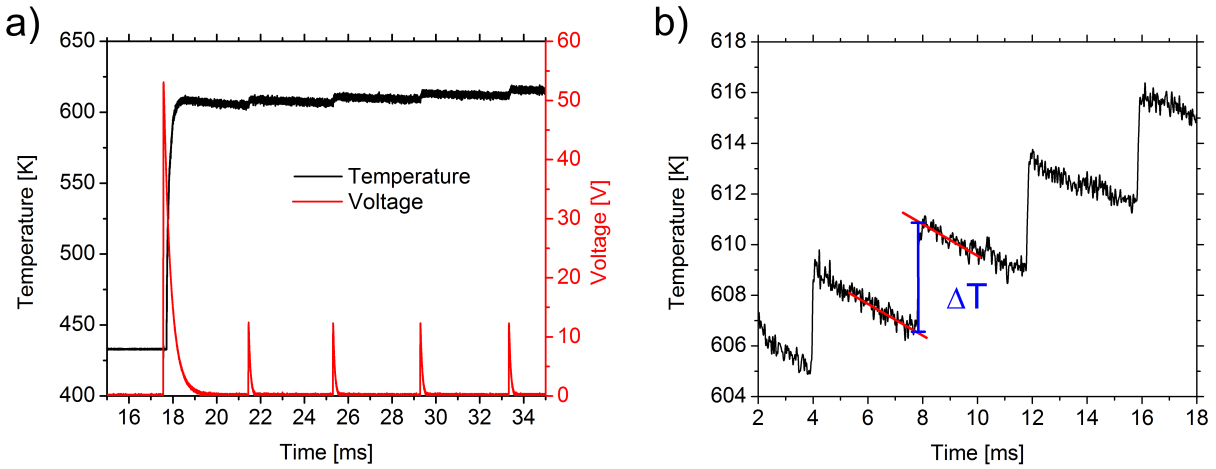 a)
650
600
550
500
450
400
Temperature [K]
60
50
40
30
20
10
0
Voltage [V]
Temperature
Voltage
16 18 20 22 24 26 28 30 32 34
Time [ms]
b)
618
616
614
612
610
608
606
604
Temperature [K]
ΔT
2 4 6 8 10 12 14 16 18
Time [ms]